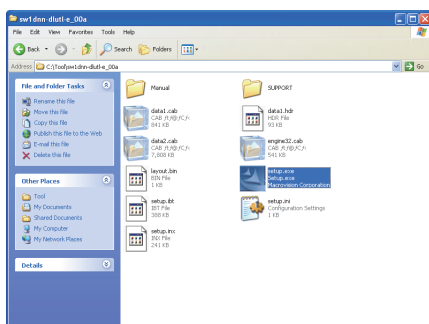 sw1dnn-dlutl-e_00a
File Edit View Favorites Tools Help
Back Search Folders
Address C:\Tool\sw1dnn-dlutl-e_00a Go
File and Folder Tasks
Rename this file
Move this file
Copy this file
Publish this file to the Web
E-mail this file
Delete this file
Other Places
Tool
My Documents
Shared Documents
My Computer
My Network Places
Details
Manual
SUPPORT
data1.cab
841 KB
data1.hdr
HDR File
93 KB
data2.cab
7,808 KB
engine32.cab
541 KB
layout.bin
BIN File
1 KB
setup.exe
Setup.exe
Macrovision Corporation
setup.ibt
IBT File
388 KB
setup.ini
Configuration Settings
1 KB
setup.inx
INX File
241 KB